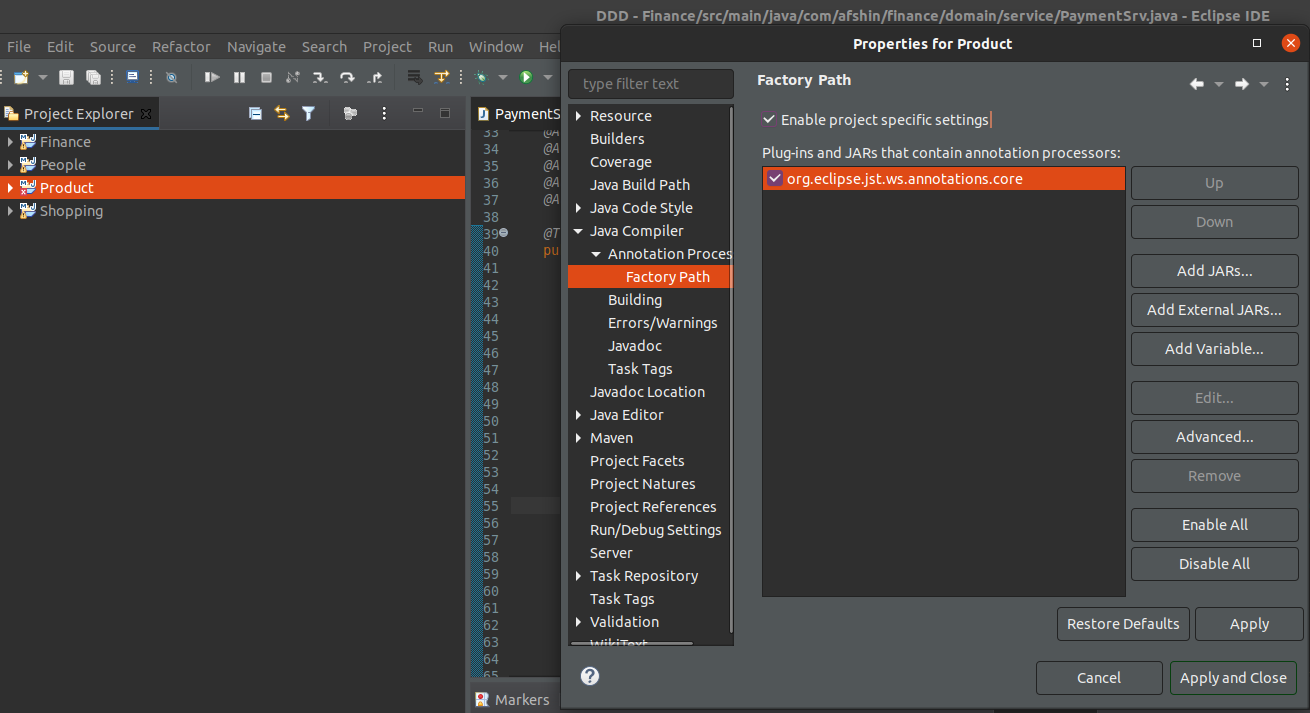 DDD - Finance/src/main/java/com/afshin/finance/domain/service/PaymentSrv.java - Eclipse IDE
File Edit Source Refactor Navigate Search Project Run Window Hel
Project Explorer
Finance
People
Product
Shopping
PaymentS
33 @A
34 @A
35 @A
36 @A
37 @A
38
39 @T
40 pu
41
42
43
44
45
46
47
48
49
50
51
52
53
54
55
56
57
58
59
60
61
62
63
64
65
Markers
Properties for Product
type filter text
Resource
Builders
Coverage
Java Build Path
Java Code Style
Java Compiler
Annotation Proces
Factory Path
Building
Errors/Warnings
Javadoc
Task Tags
Javadoc Location
Java Editor
Maven
Project Facets
Project Natures
Project References
Run/Debug Settings
Server
Task Repository
Task Tags
Validation
WikiText
Factory Path
Enable project specific settings
Plug-ins and JARs that contain annotation processors:
org.eclipse.jst.ws.annotations.core
Up
Down
Add JARs...
Add External JARs...
Add Variable...
Edit...
Advanced...
Remove
Enable All
Disable All
Restore Defaults
Apply
Cancel
Apply and Close